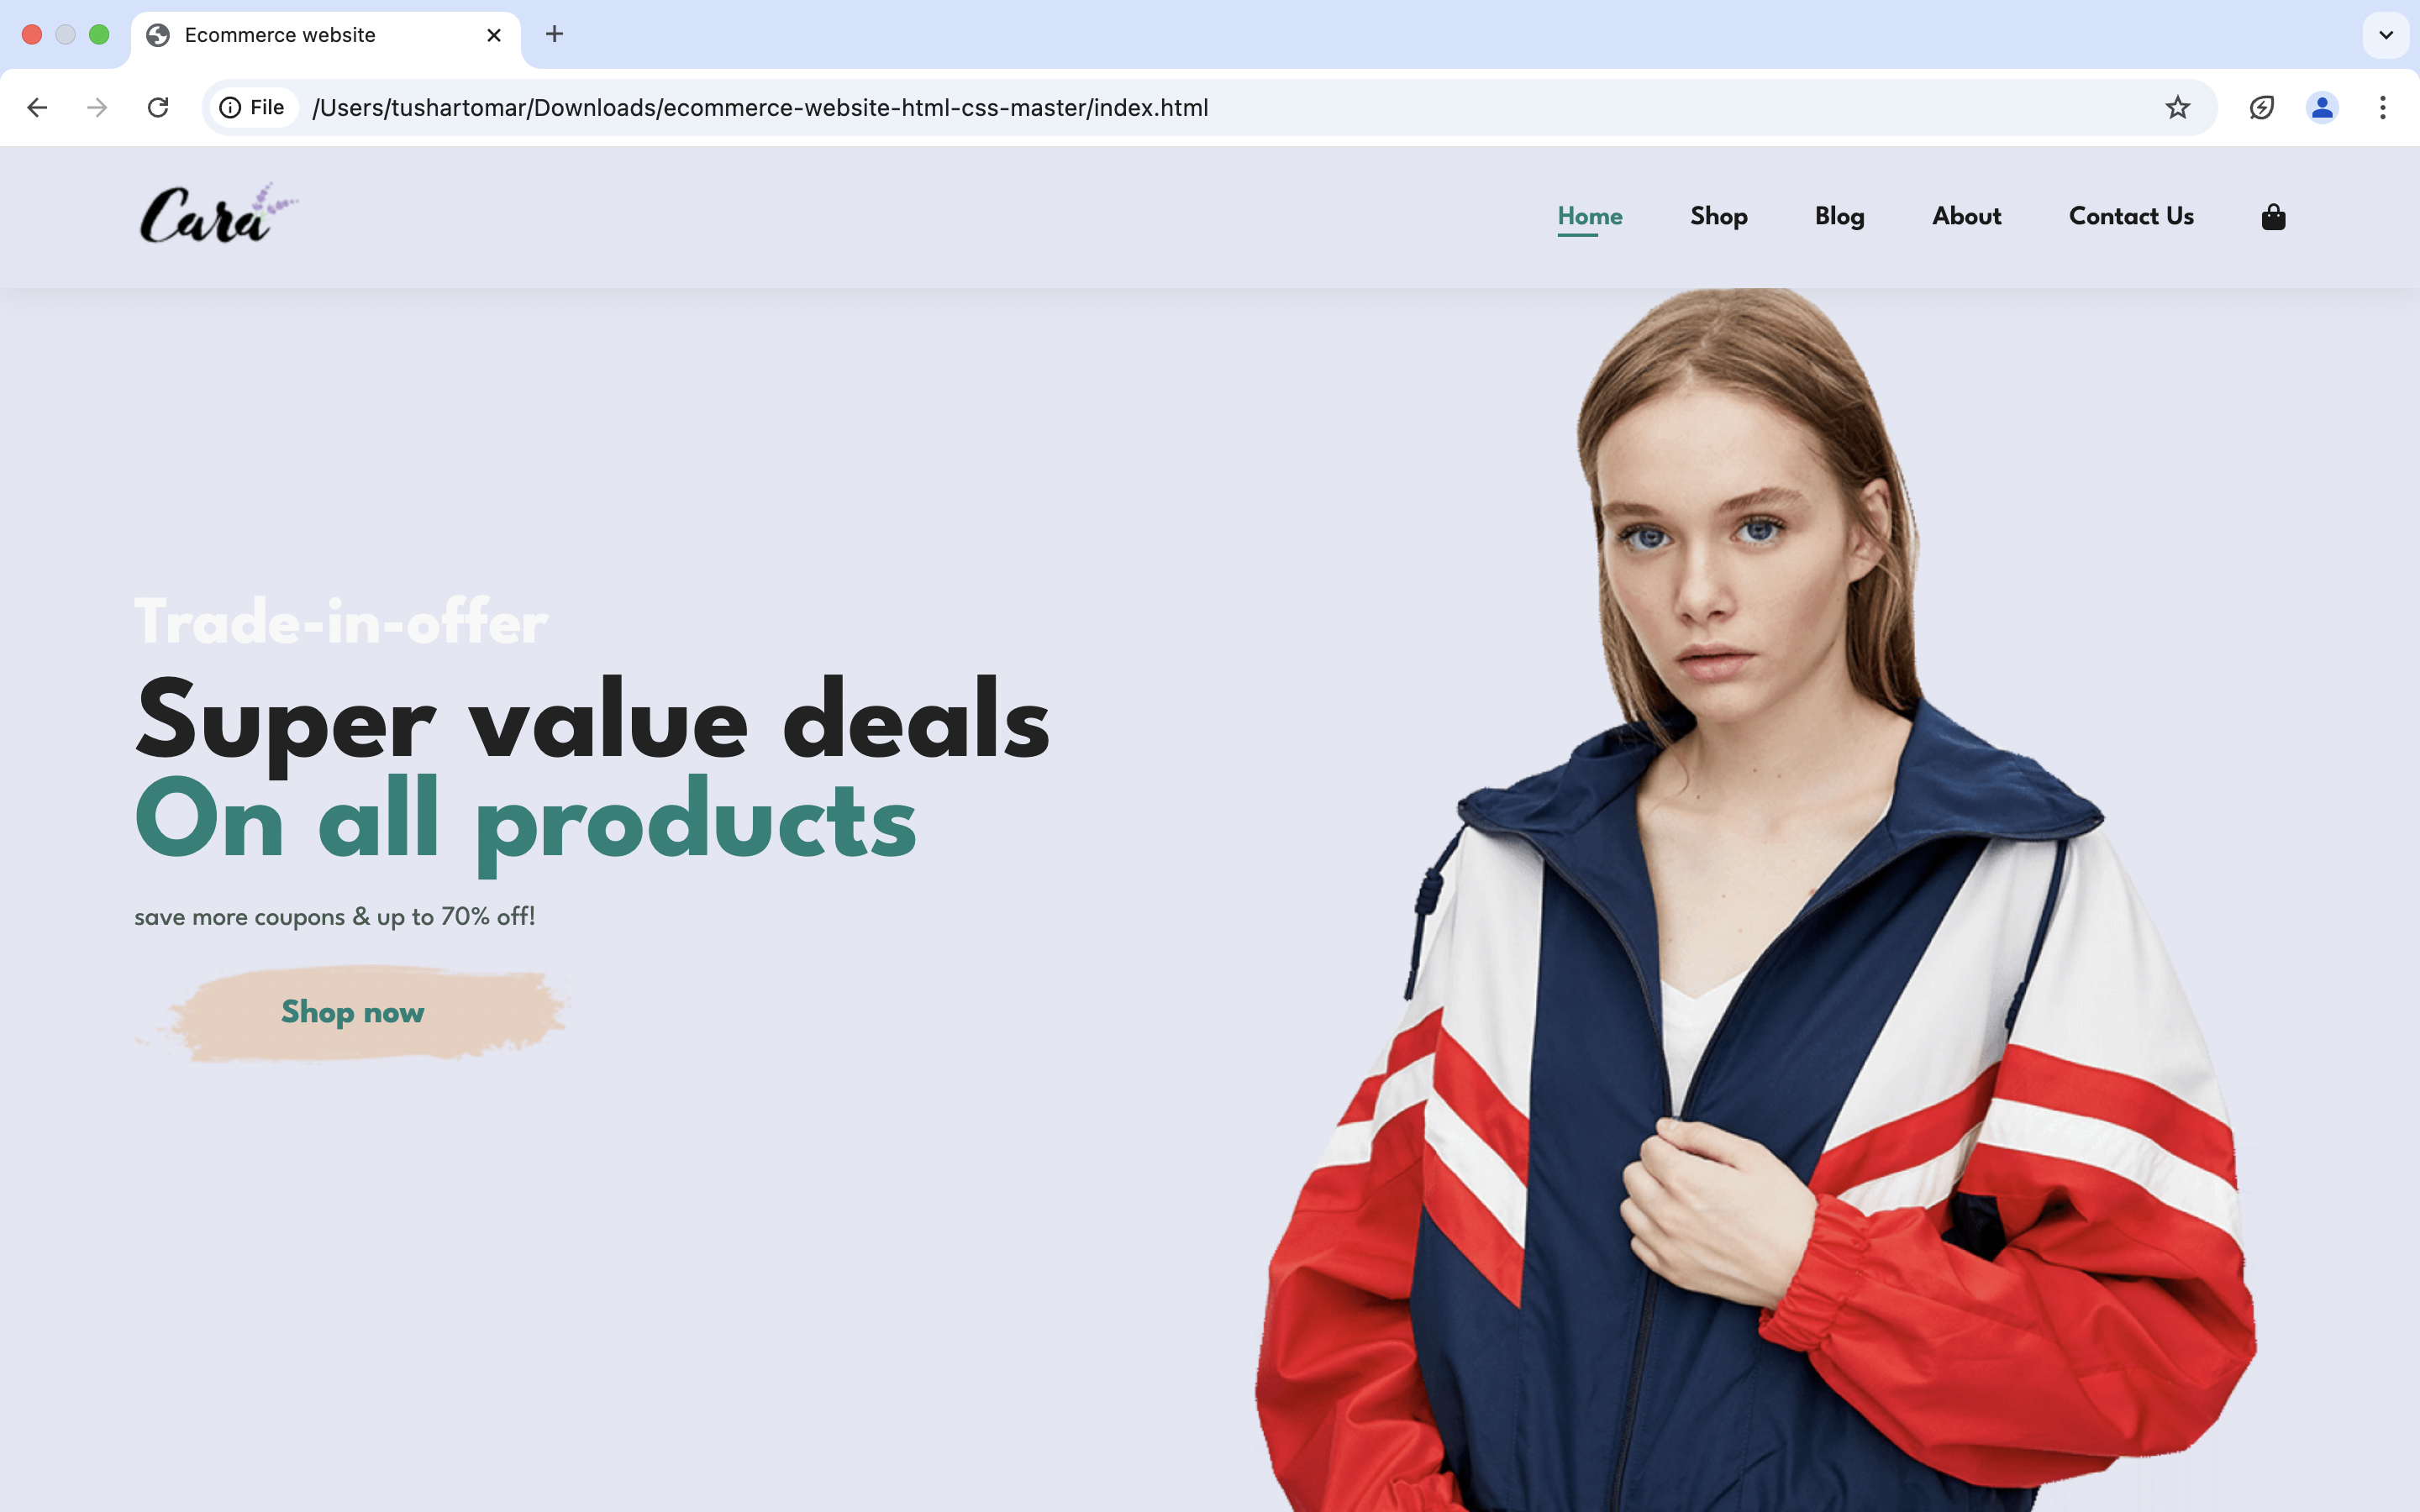 Ecommerce website
File /Users/tushartomar/Downloads/ecommerce-website-html-css-master/index.html
Cara
Home Shop Blog About Contact Us
Trade-in-offer
Super value deals
On all products
save more coupons & up to 70% off!
Shop now